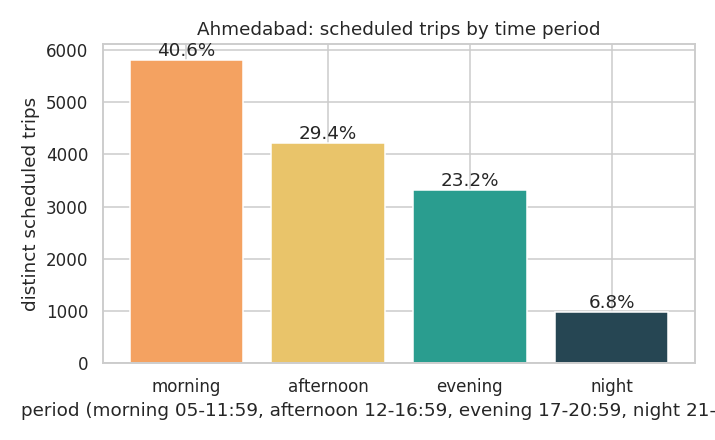 Ahmedabad: scheduled trips by time period
distinct scheduled trips
6000
5000
4000
3000
2000
1000
0
40.6%
29.4%
23.2%
6.8%
morning
afternoon
evening
night
period (morning 05-11:59, afternoon 12-16:59, evening 17-20:59, night 21-